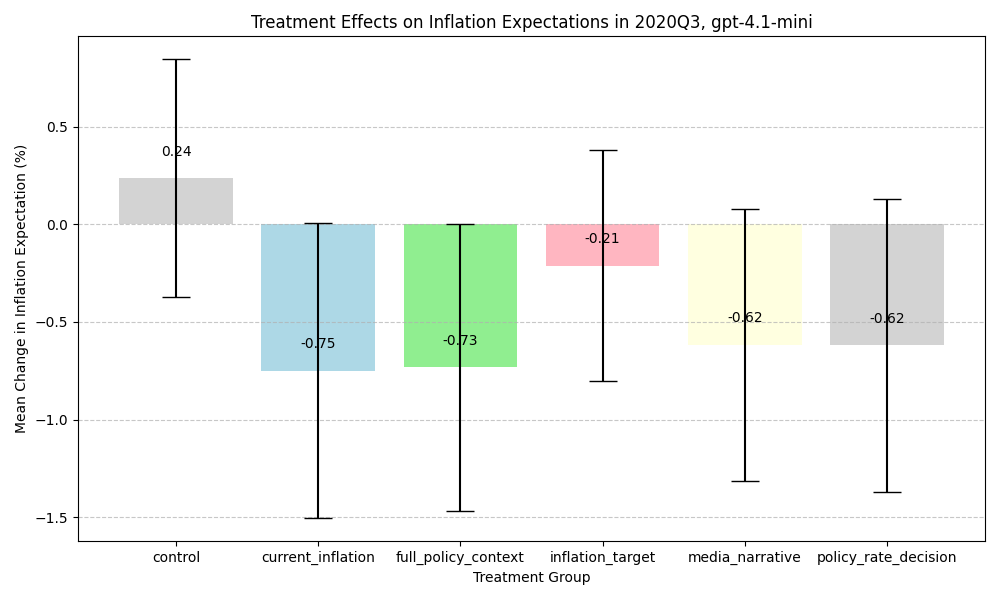 Treatment Effects on Inflation Expectations in 2020Q3, gpt-4.1-mini
Mean Change in Inflation Expectation (%)
0.5
0.0
−0.5
−1.0
−1.5
0.24
-0.75
-0.73
-0.21
-0.62
-0.62
control
current_inflation
full_policy_context
inflation_target
media_narrative
policy_rate_decision
Treatment Group